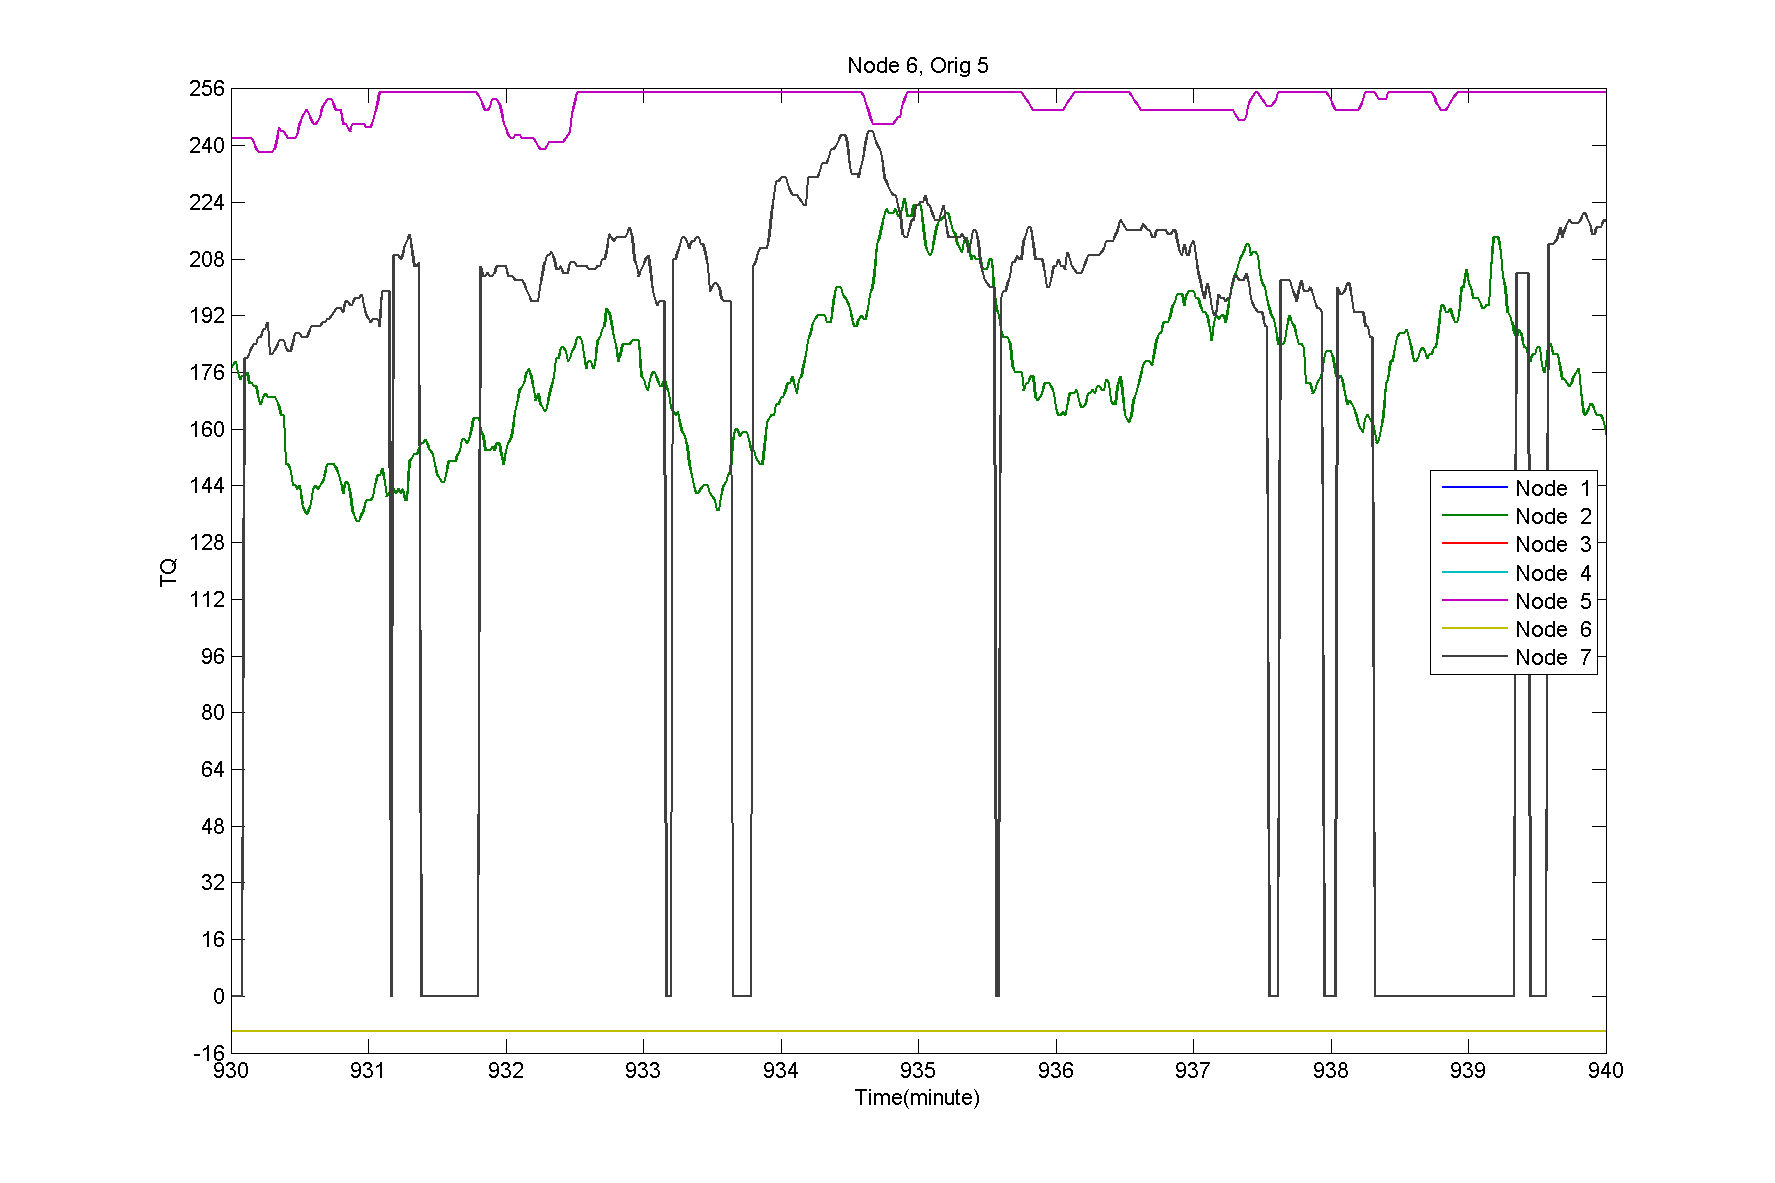 Node 6, Orig 5
256
240
224
208
192
176
160
144
128
112
96
80
64
48
32
16
0
-16
TQ
Node 1
Node 2
Node 3
Node 4
Node 5
Node 6
Node 7
930 931 932 933 934 935 936 937 938 939 940
Time(minute)